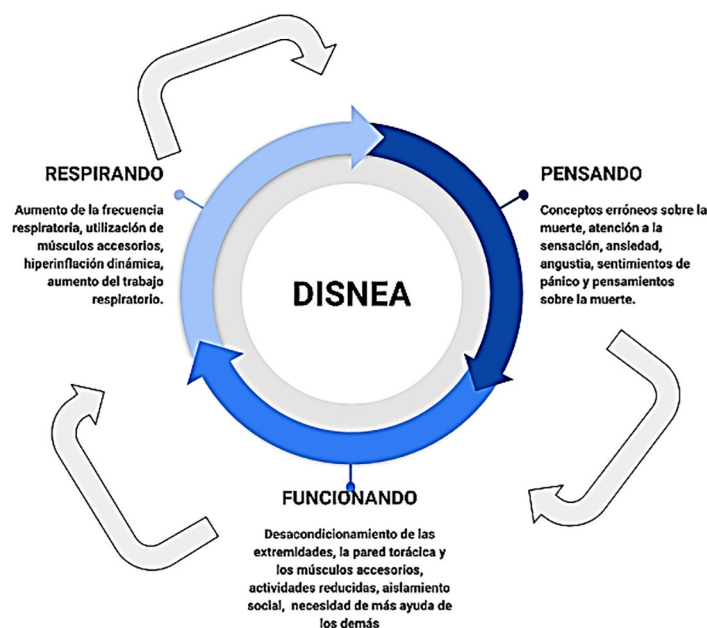 RESPIRANDO
Aumento de la frecuencia
respiratoria, utilización de
músculos accesorios,
hiperinflación dinámica,
aumento del trabajo
respiratorio.
PENSANDO
Conceptos erróneos sobre la
muerte, atención a la
sensación, ansiedad,
angustia, sentimientos de
pánico y pensamientos
sobre la muerte.
DISNEA
FUNCIONANDO
Desacondicionamiento de las
extremidades, la pared torácica y
los músculos accesorios,
actividades reducidas, aislamiento
social, necesidad de más ayuda de
los demás